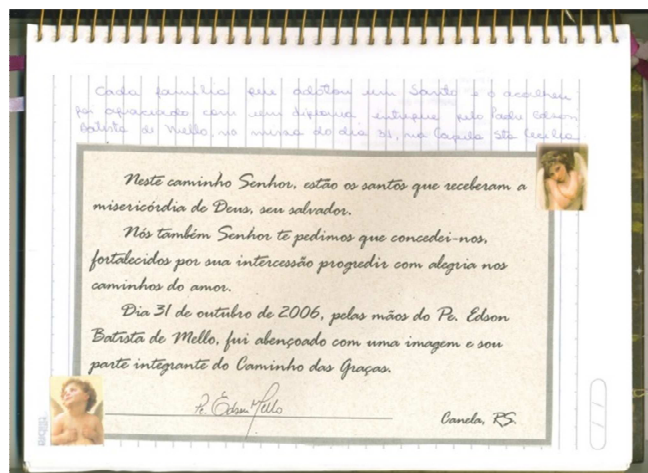 Cada família que adotou um Santo e o acolheu
foi agraciado com um diploma, entregue pelo Padre Edson
Batista de Mello, na missa do dia 31, na Capela Sta Cecília.
Neste caminho Senhor, estão os santos que receberam a
misericórdia de Deus, seu salvador.
Nós também Senhor te pedimos que concedei-nos,
fortalecidos por sua intercessão progredir com alegria nos
caminhos do amor.
Dia 31 de outubro de 2006, pelas mãos do Pe. Edson
Batista de Mello, fui abençoado com uma imagem e sou
parte integrante do Caminho das Graças.
Pe. Edson Mello
Canela, RS.